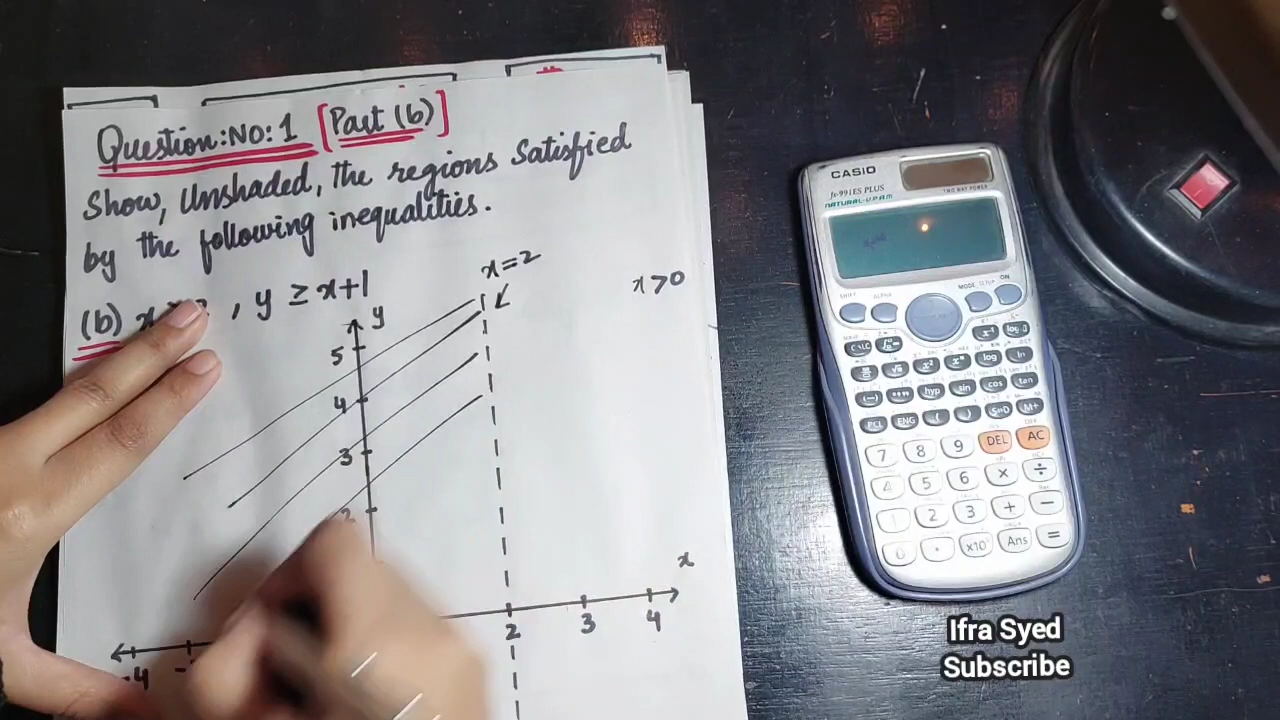 Question:No:1 [Part (b)]
Show, Unshaded, the regions satisfied
by the following inequalities.
(b) x , y ≥ x+1
x=2
x>0
y
5
4
3
2
x
-4
2 3 4
CASIO
fx-991ES PLUS
TWO WAY POWER
NATURAL-V.P.A.M.
SHIFT ALPHA MODE SETUP ON
CALC
hyp sin cos tan
RCL ENG ( ) S⇔D M+
7 8 9 DEL AC
4 5 6 × ÷
1 2 3 + −
0 . ×10ˣ Ans =
Ifra Syed
Subscribe